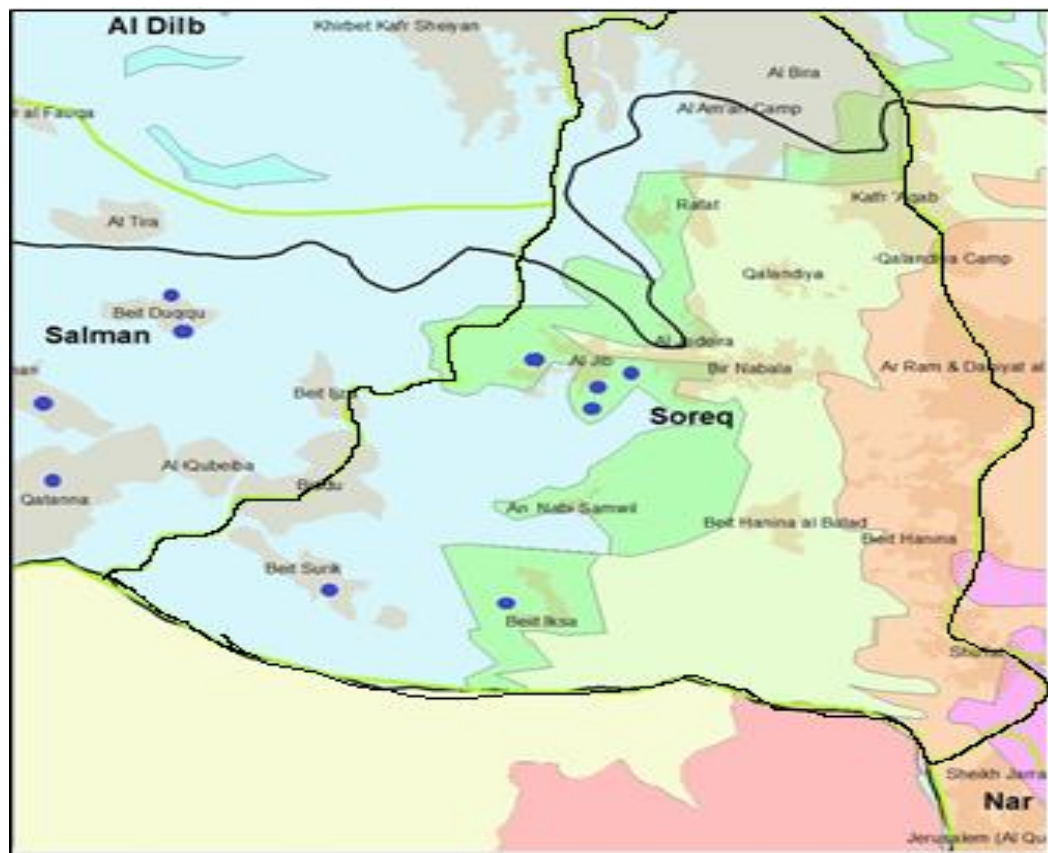 Al Dilb
Khirbet Kafr Sheiyan
Al Bira
Al Am'ari Camp
r al Fauqa
Kafr 'Aqab
Rafat
Al Tira
Qalandiya Camp
Qalandiya
Beit Duqqu
Salman
Al Jib
Bir Nabala
Ar Ram & Dahiyat al
Beit Ijza
Soreq
Al Qubeiba
Biddu
Qatanna
An Nabi Samwil
Beit Hanina al Balad
Beit Hanina
Beit Surik
Beit Iksa
Sheikh Jarra
Nar
Jerusalem (Al Qu